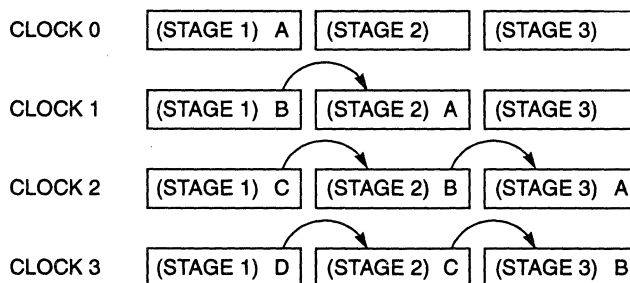 CLOCK 0 (STAGE 1) A (STAGE 2) (STAGE 3)
CLOCK 1 (STAGE 1) B (STAGE 2) A (STAGE 3)
CLOCK 2 (STAGE 1) C (STAGE 2) B (STAGE 3) A
CLOCK 3 (STAGE 1) D (STAGE 2) C (STAGE 3) B